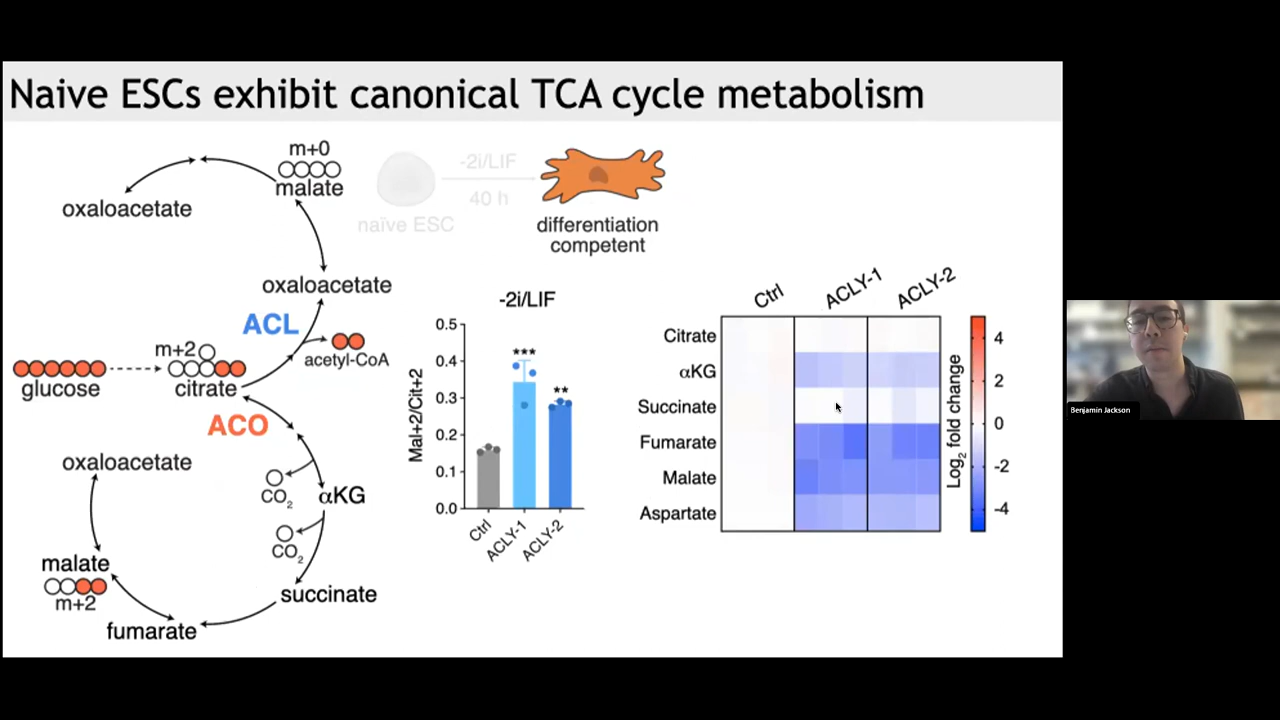 Naive ESCs exhibit canonical TCA cycle metabolism
m+0
malate
oxaloacetate
-2i/LIF
40 h
naïve ESC
differentiation
competent
oxaloacetate
ACL
acetyl-CoA
m+2
glucose
citrate
ACO
oxaloacetate
CO2
αKG
CO2
malate
m+2
succinate
fumarate
-2i/LIF
Mal+2/Cit+2
0.5
0.4
0.3
0.2
0.1
0.0
***
**
Ctrl
ACLY-1
ACLY-2
Ctrl
ACLY-1
ACLY-2
Citrate
αKG
Succinate
Fumarate
Malate
Aspartate
4
2
0
-2
-4
Log2 fold change
Benjamin Jackson